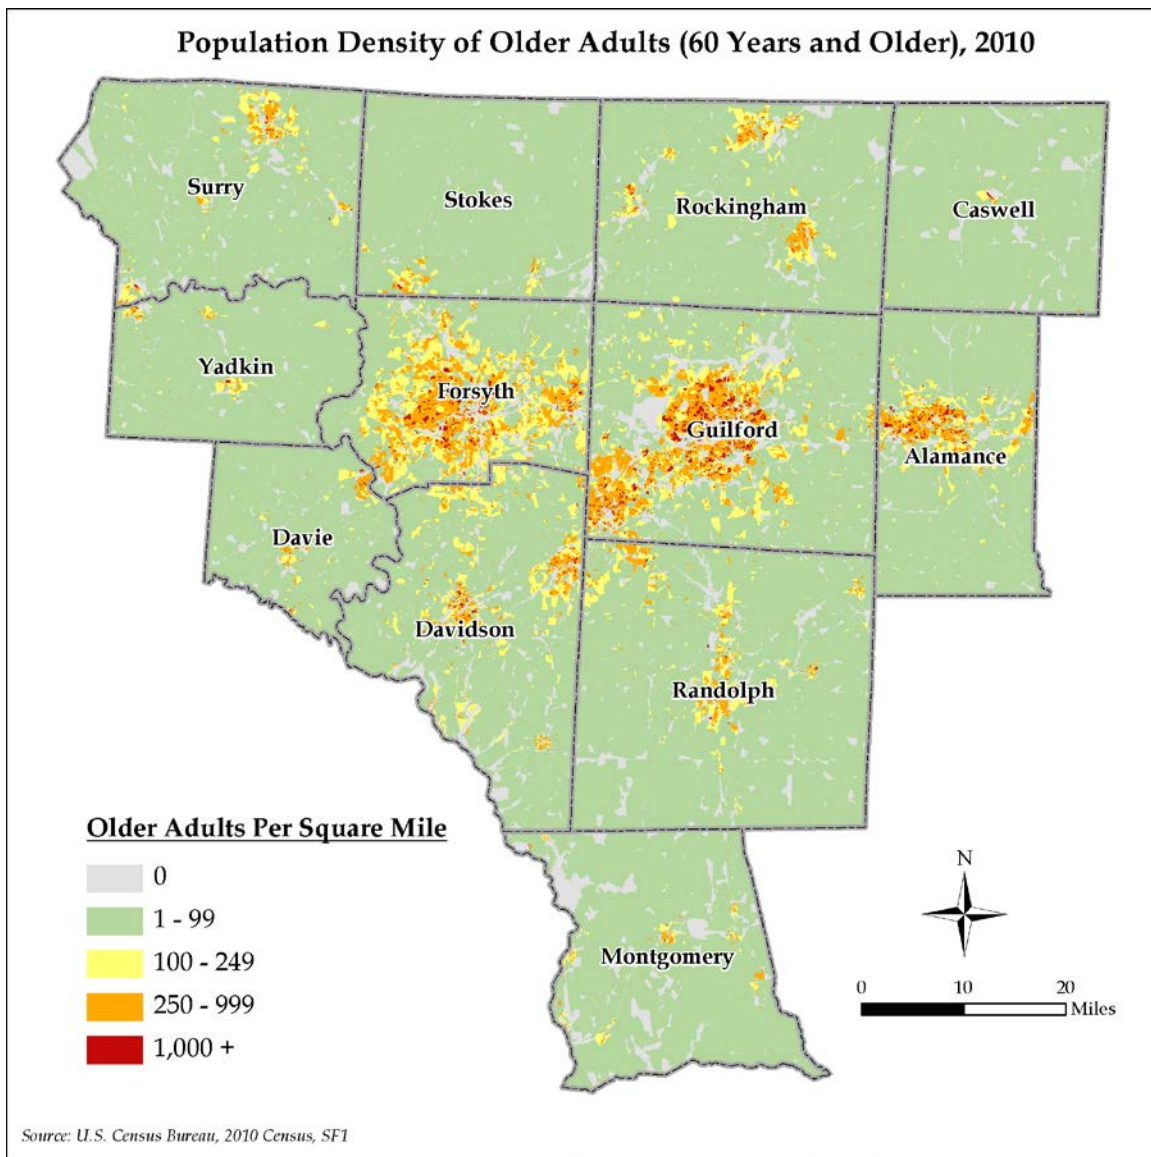 Population Density of Older Adults (60 Years and Older), 2010
Surry
Stokes
Rockingham
Caswell
Yadkin
Forsyth
Guilford
Alamance
Davie
Davidson
Randolph
Montgomery
Older Adults Per Square Mile
0
1 - 99
100 - 249
250 - 999
1,000 +
N
0 10 20
Miles
Source: U.S. Census Bureau, 2010 Census, SF1